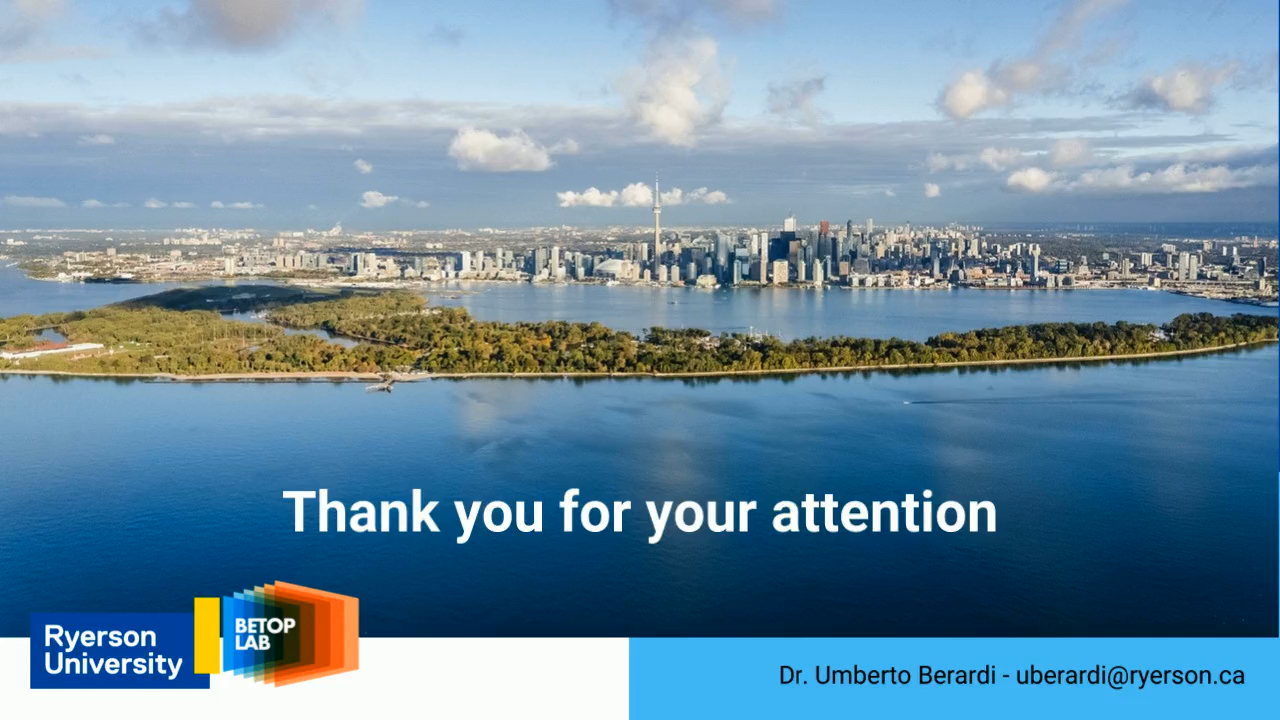 Thank you for your attention
Ryerson
University
BETOP
LAB
Dr. Umberto Berardi - uberardi@ryerson.ca